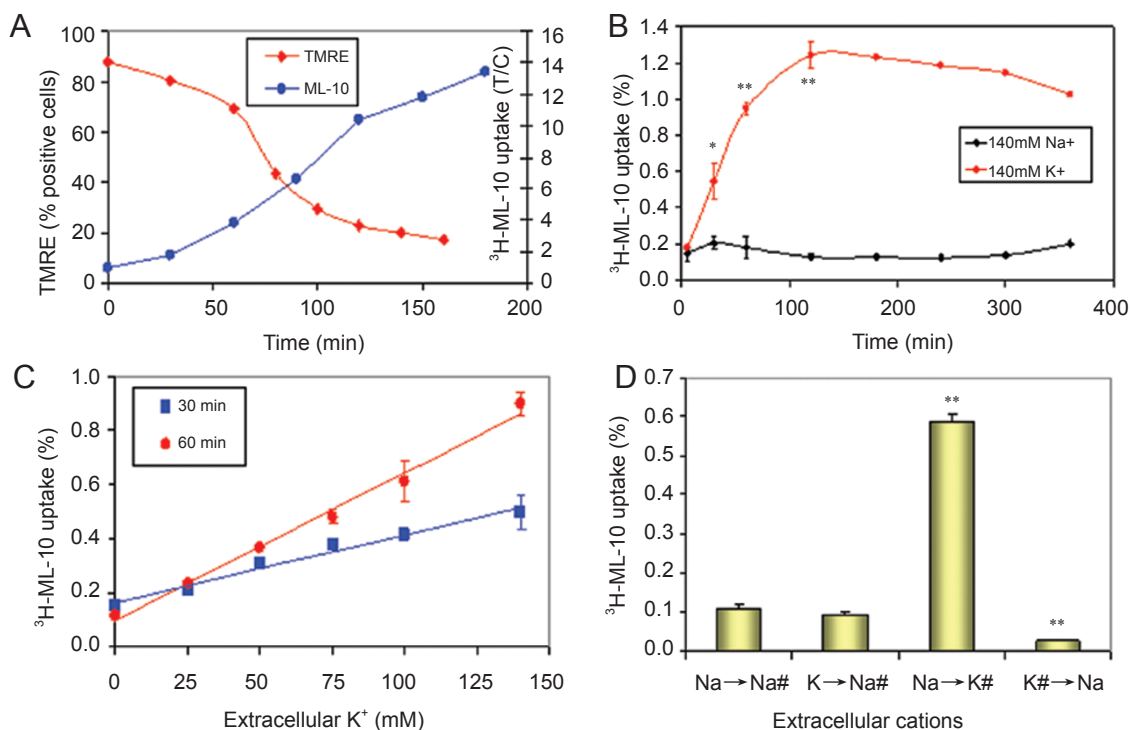 A
TMRE (% positive cells)
100
80
60
40
20
0
TMRE
ML-10
16
14
12
10
8
6
4
2
0
³H-ML-10 uptake (T/C)
0 50 100 150 200
Time (min)
B
³H-ML-10 uptake (%)
1.4
1.2
1.0
0.8
0.6
0.4
0.2
0.0
*
**
**
140mM Na+
140mM K+
0 100 200 300 400
Time (min)
C
³H-ML-10 uptake (%)
1.0
0.8
0.6
0.4
0.2
0.0
30 min
60 min
0 25 50 75 100 125 150
Extracellular K⁺ (mM)
D
³H-ML-10 uptake (%)
0.7
0.6
0.5
0.4
0.3
0.2
0.1
0.0
**
**
Na→Na# K→Na# Na→K# K#→Na
Extracellular cations